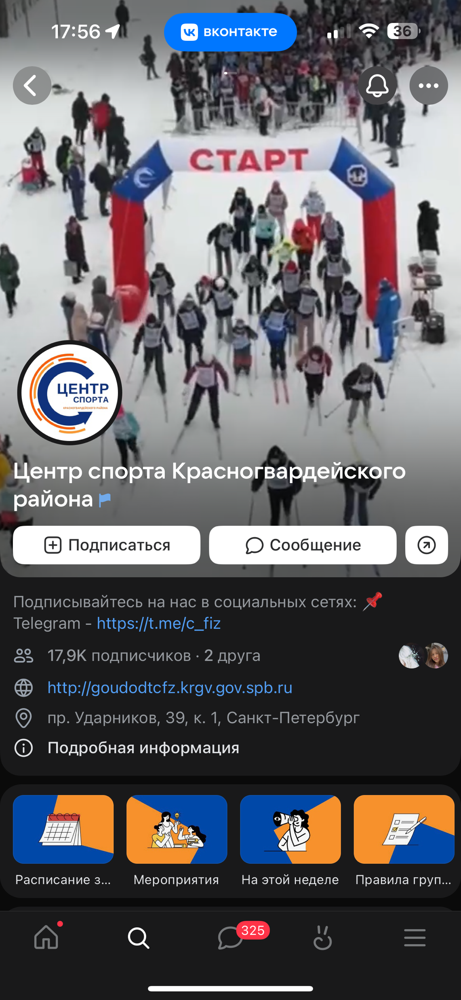 17:56
вконтакте
36
СТАРТ
ЦЕНТР
СПОРТА
КРАСНОГВАРДЕЙСКОГО РАЙОНА
Центр спорта Красногвардейского
района
Подписаться
Сообщение
Подписывайтесь на нас в социальных сетях: 📌
Telegram - https://t.me/c_fiz
17,9K подписчиков · 2 друга
http://goudodtcfz.krgv.gov.spb.ru
пр. Ударников, 39, к. 1, Санкт-Петербург
Подробная информация
Расписание з...
Мероприятия
На этой неделе
Правила груп...
325